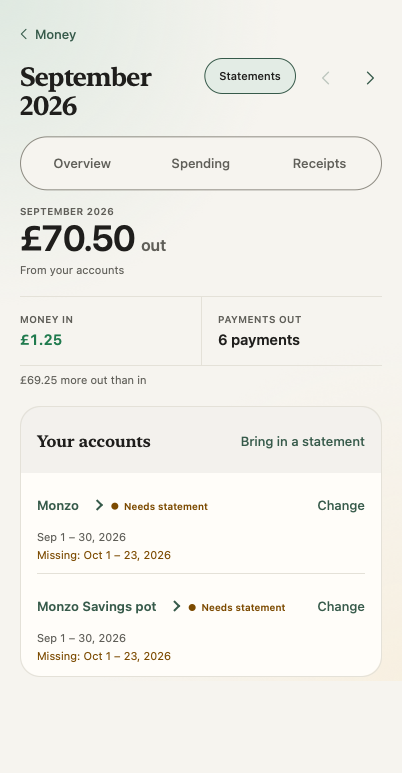 Money
September
2026
Statements
Overview
Spending
Receipts
SEPTEMBER 2026
£70.50 out
From your accounts
MONEY IN
£1.25
PAYMENTS OUT
6 payments
£69.25 more out than in
Your accounts
Bring in a statement
Monzo
Needs statement
Change
Sep 1 – 30, 2026
Missing: Oct 1 – 23, 2026
Monzo Savings pot
Needs statement
Change
Sep 1 – 30, 2026
Missing: Oct 1 – 23, 2026